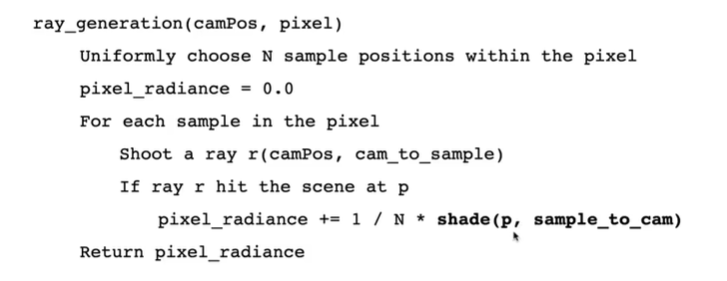 ray_generation(camPos, pixel)
Uniformly choose N sample positions within the pixel
pixel_radiance = 0.0
For each sample in the pixel
Shoot a ray r(camPos, cam_to_sample)
If ray r hit the scene at p
pixel_radiance += 1 / N * shade(p, sample_to_cam)
Return pixel_radiance